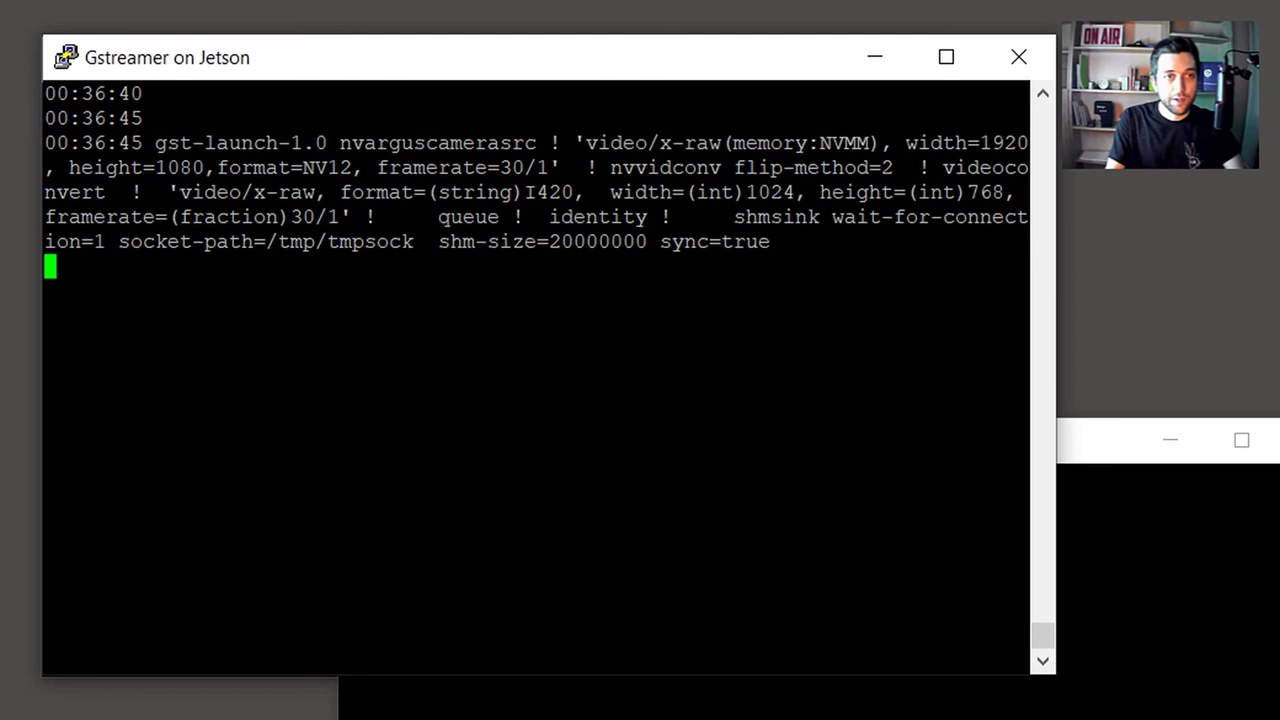 ON AIR
Gstreamer on Jetson
00:36:40
00:36:45
00:36:45 gst-launch-1.0 nvarguscamerasrc ! 'video/x-raw(memory:NVMM), width=1920
, height=1080,format=NV12, framerate=30/1' ! nvvidconv flip-method=2 ! videoco
nvert ! 'video/x-raw, format=(string)I420, width=(int)1024, height=(int)768,
framerate=(fraction)30/1' ! queue ! identity ! shmsink wait-for-connect
ion=1 socket-path=/tmp/tmpsock shm-size=20000000 sync=true